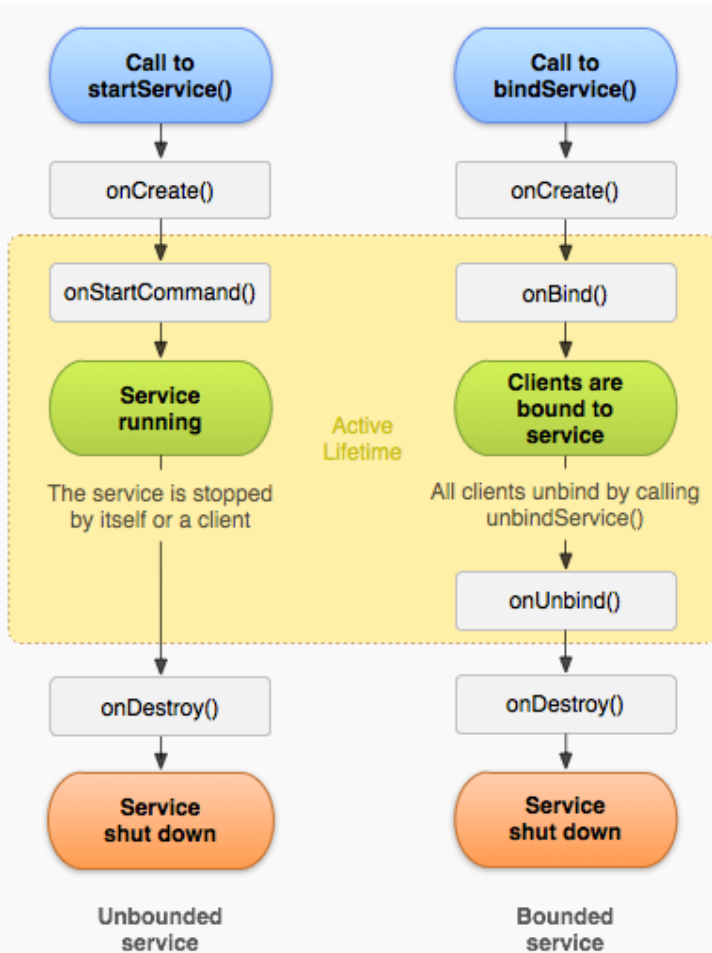 Call to
startService()
onCreate()
onStartCommand()
Service
running
The service is stopped
by itself or a client
onDestroy()
Service
shut down
Unbounded
service
Active
Lifetime
Call to
bindService()
onCreate()
onBind()
Clients are
bound to
service
All clients unbind by calling
unbindService()
onUnbind()
onDestroy()
Service
shut down
Bounded
service